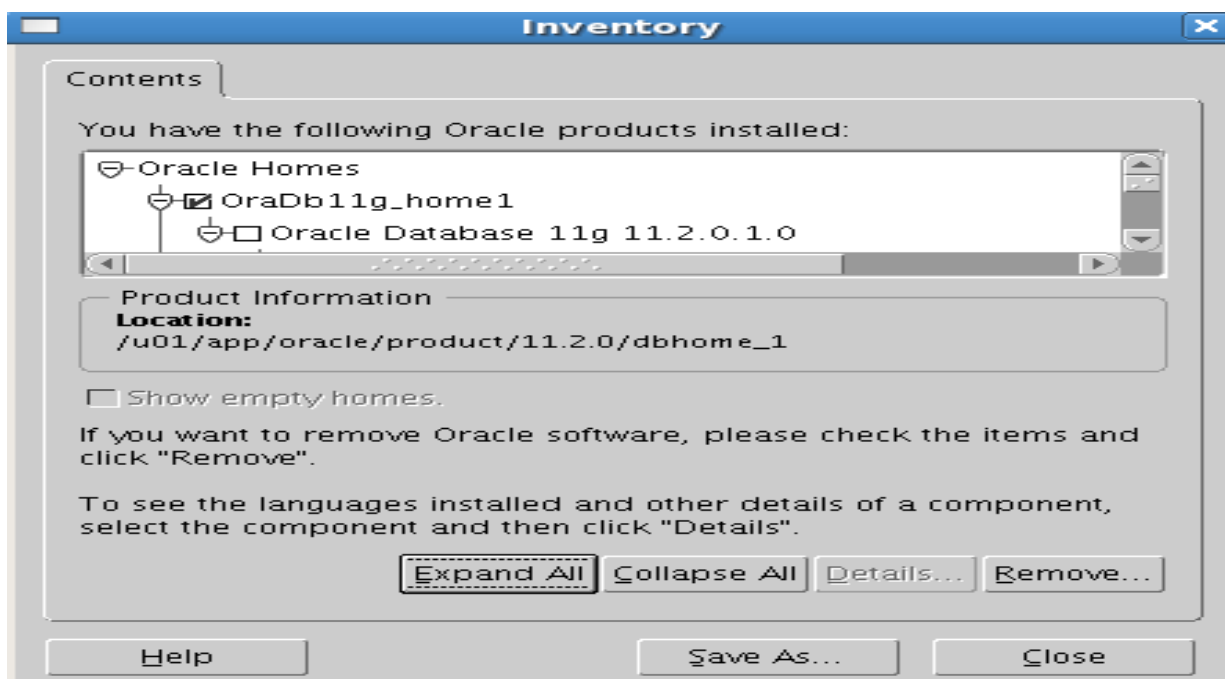 Inventory
Contents
You have the following Oracle products installed:
Oracle Homes
OraDb11g_home1
Oracle Database 11g 11.2.0.1.0
Product Information
Location:
/u01/app/oracle/product/11.2.0/dbhome_1
Show empty homes.
If you want to remove Oracle software, please check the items and
click "Remove".
To see the languages installed and other details of a component,
select the component and then click "Details".
Expand All Collapse All Details... Remove...
Help Save As... Close